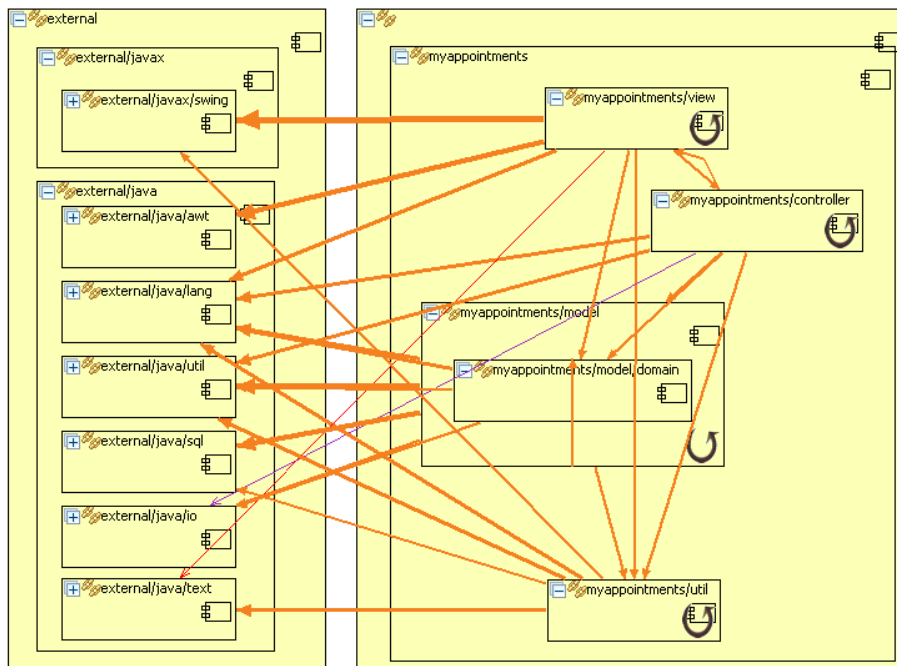 external
external/javax
external/javax/swing
external/java
external/java/awt
external/java/lang
external/java/util
external/java/sql
external/java/io
external/java/text
myappointments
myappointments/view
myappointments/controller
myappointments/model
myappointments/model/domain
myappointments/util